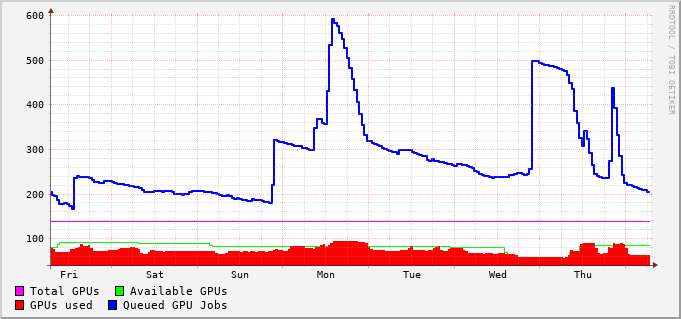 600
500
400
300
200
100
Fri Sat Sun Mon Tue Wed Thu
Total GPUs Available GPUs
GPUs used Queued GPU Jobs
RRDTOOL / TOBI OETIKER